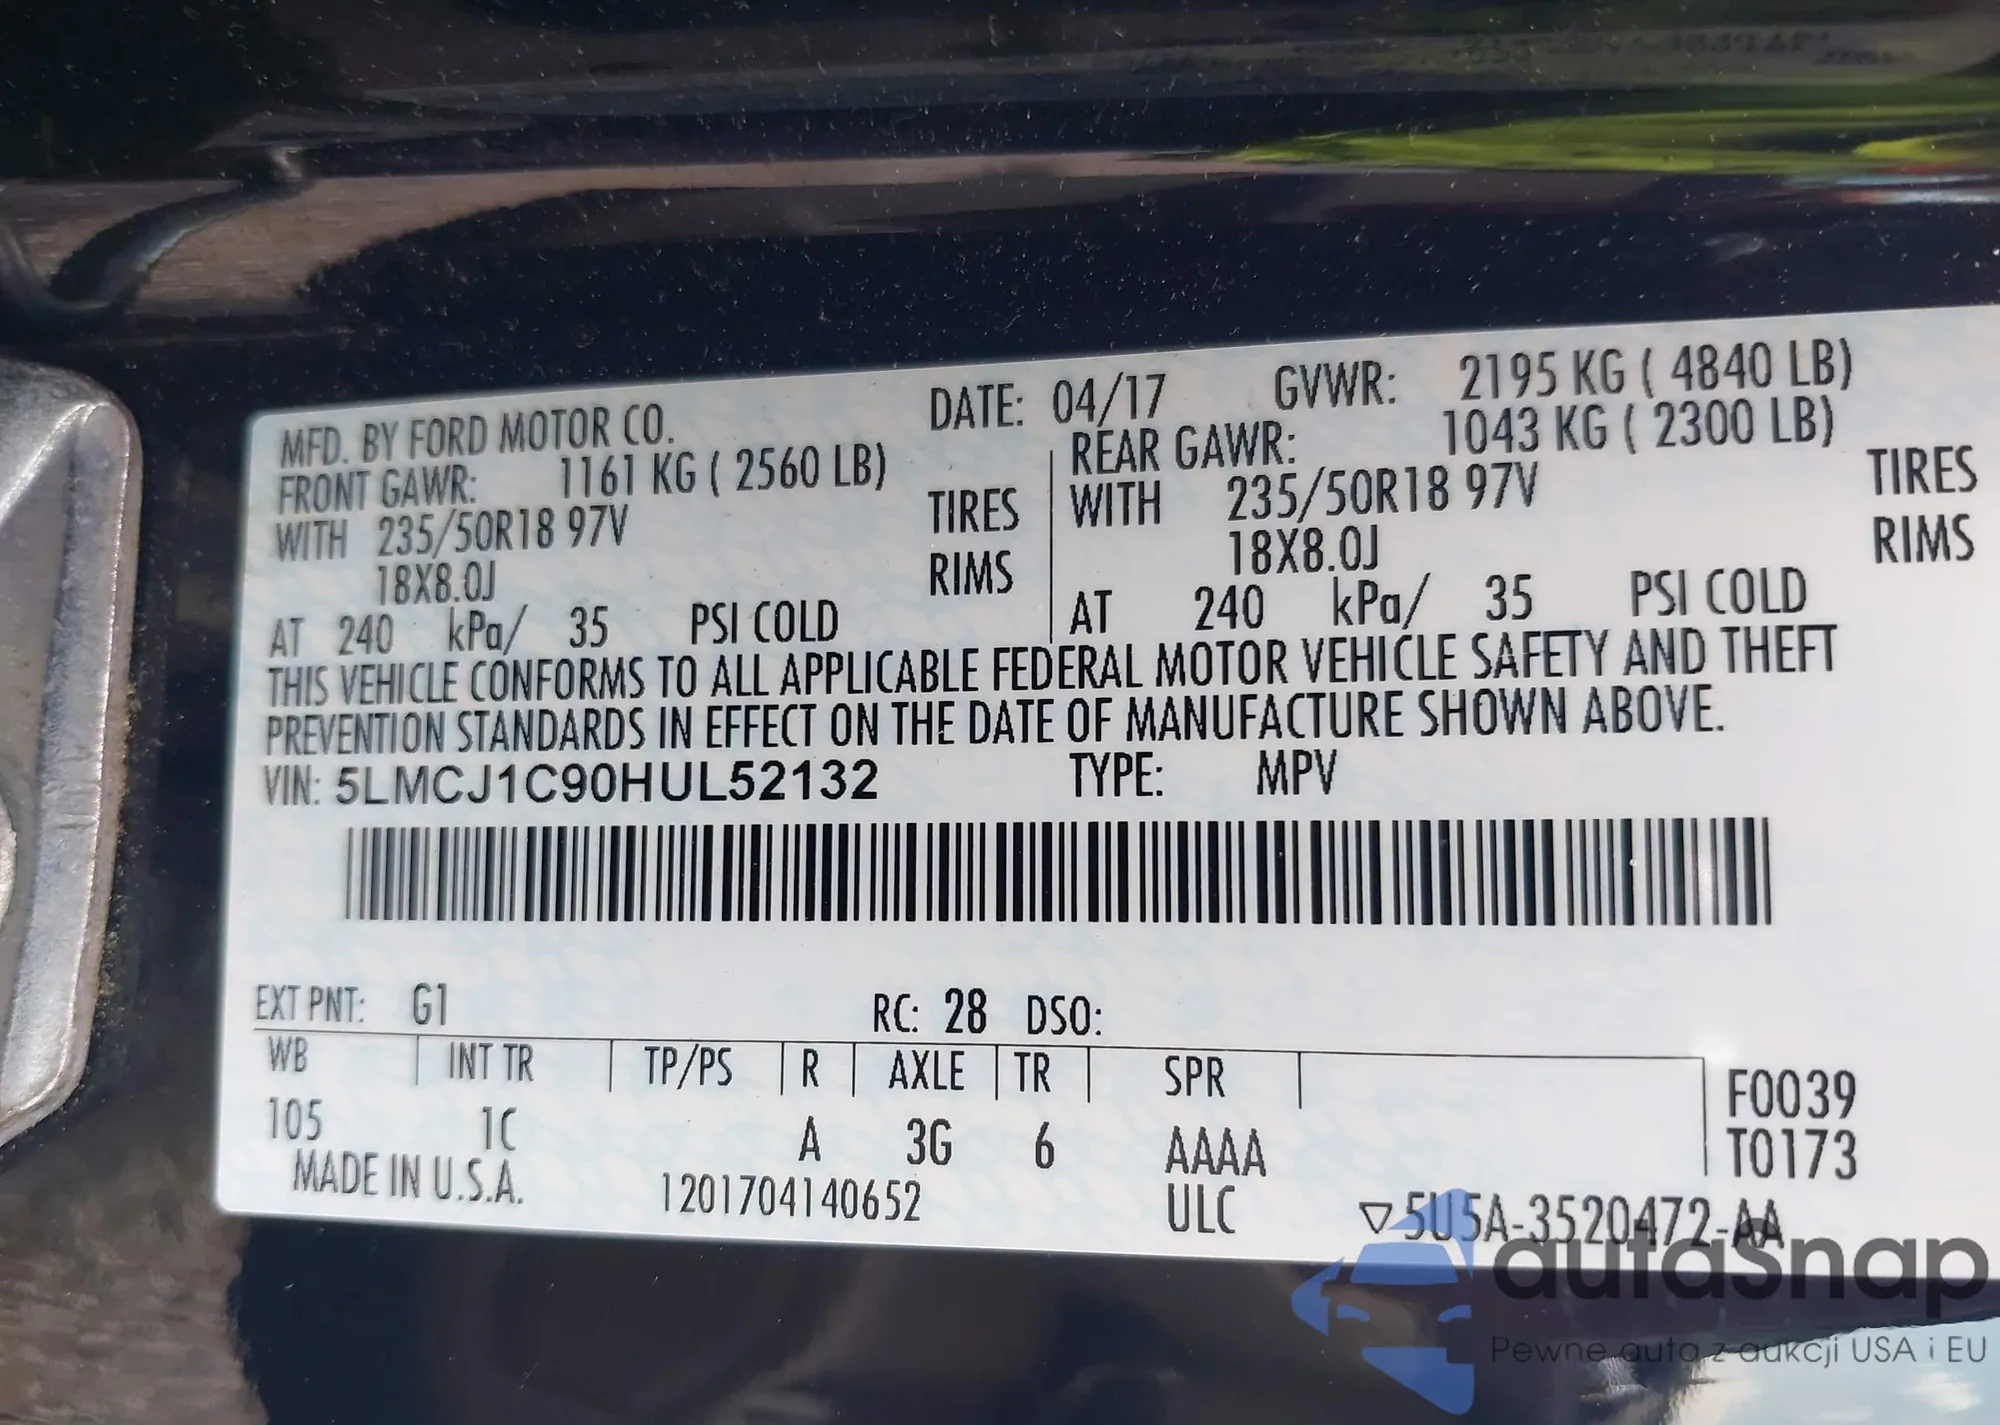 MFD. BY FORD MOTOR CO. DATE: 04/17 GVWR: 2195 KG ( 4840 LB)
FRONT GAWR: 1161 KG ( 2560 LB) REAR GAWR: 1043 KG ( 2300 LB)
WITH 235/50R18 97V TIRES WITH 235/50R18 97V TIRES
18X8.0J RIMS 18X8.0J RIMS
AT 240 kPa/ 35 PSI COLD AT 240 kPa/ 35 PSI COLD
THIS VEHICLE CONFORMS TO ALL APPLICABLE FEDERAL MOTOR VEHICLE SAFETY AND THEFT
PREVENTION STANDARDS IN EFFECT ON THE DATE OF MANUFACTURE SHOWN ABOVE.
VIN: 5LMCJ1C90HUL52132 TYPE: MPV
EXT PNT: G1 RC: 28 DSO:
WB INT TR TP/PS R AXLE TR SPR F0039
105 1C A 3G 6 AAAA T0173
MADE IN U.S.A. 1201704140652 ULC ▽5U5A-3520472-AA
autaSnap
Pewne auta z aukcji USA i EU